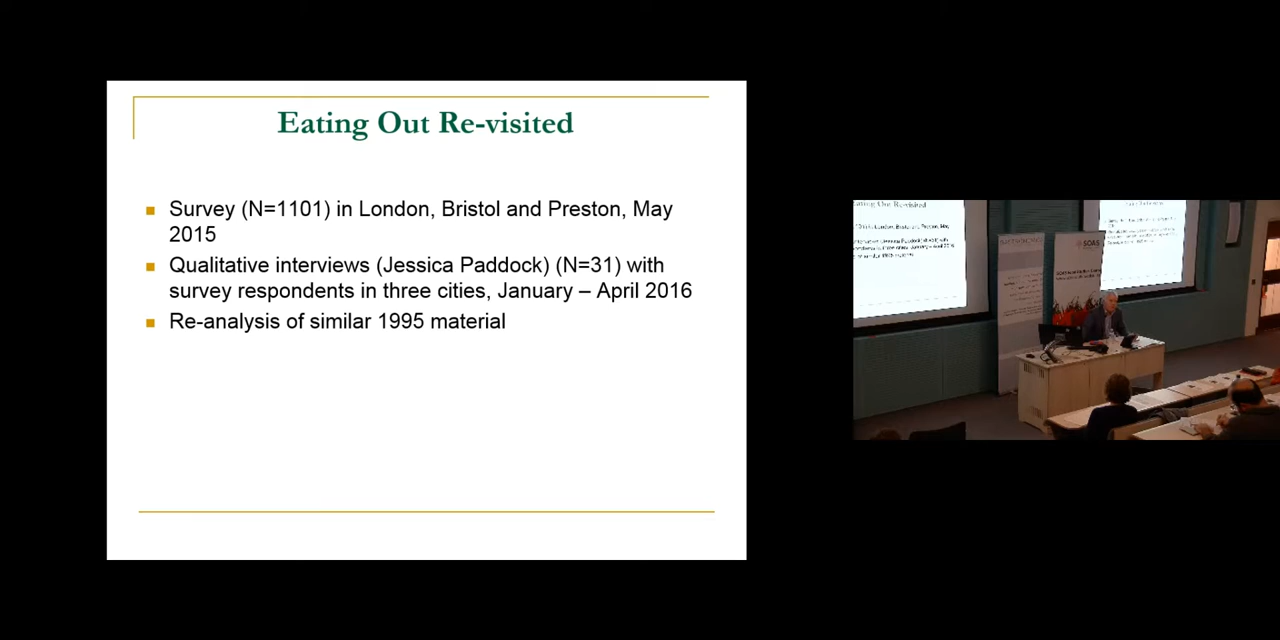 Eating Out Re-visited
Survey (N=1101) in London, Bristol and Preston, May
2015
Qualitative interviews (Jessica Paddock) (N=31) with
survey respondents in three cities, January – April 2016
Re-analysis of similar 1995 material
SOAS